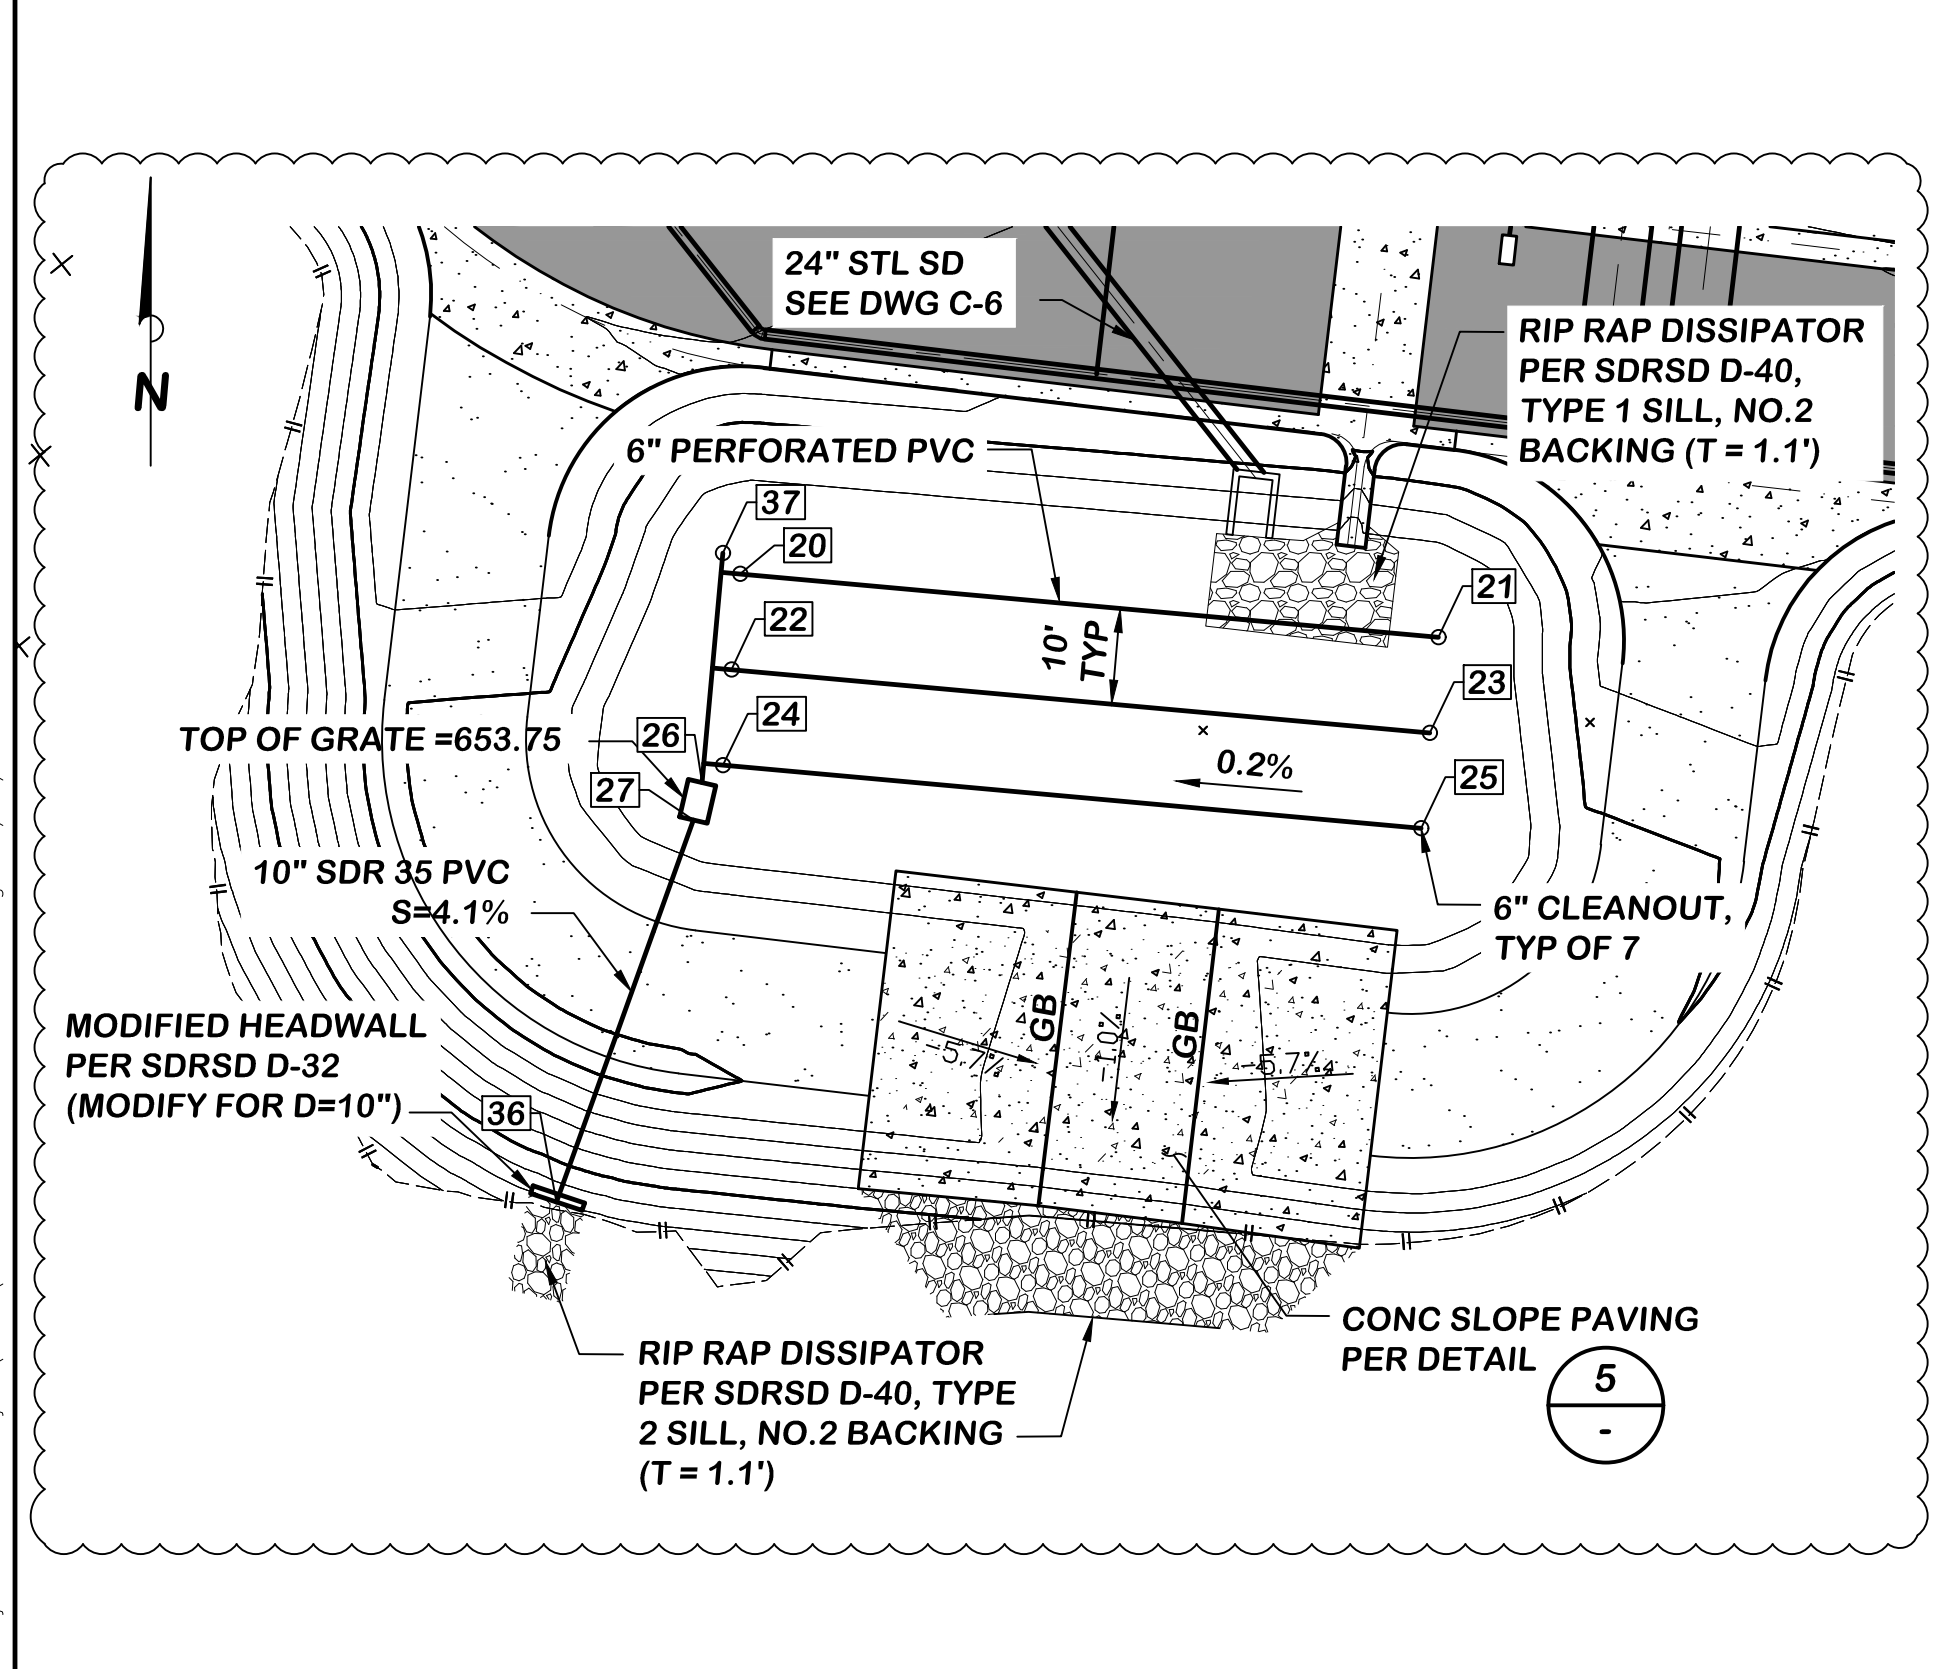 N
24" STL SD
SEE DWG C-6
RIP RAP DISSIPATOR
PER SDRSD D-40,
TYPE 1 SILL, NO.2
BACKING (T = 1.1')
6" PERFORATED PVC
37
20
21
22
10'
TYP
23
24
TOP OF GRATE =653.75
26
0.2%
25
27
10" SDR 35 PVC
S=4.1%
6" CLEANOUT,
TYP OF 7
MODIFIED HEADWALL
PER SDRSD D-32
(MODIFY FOR D=10")
36
GB
GB
5.7%
1.0%
5.7%
CONC SLOPE PAVING
PER DETAIL
5
-
RIP RAP DISSIPATOR
PER SDRSD D-40, TYPE
2 SILL, NO.2 BACKING
(T = 1.1')